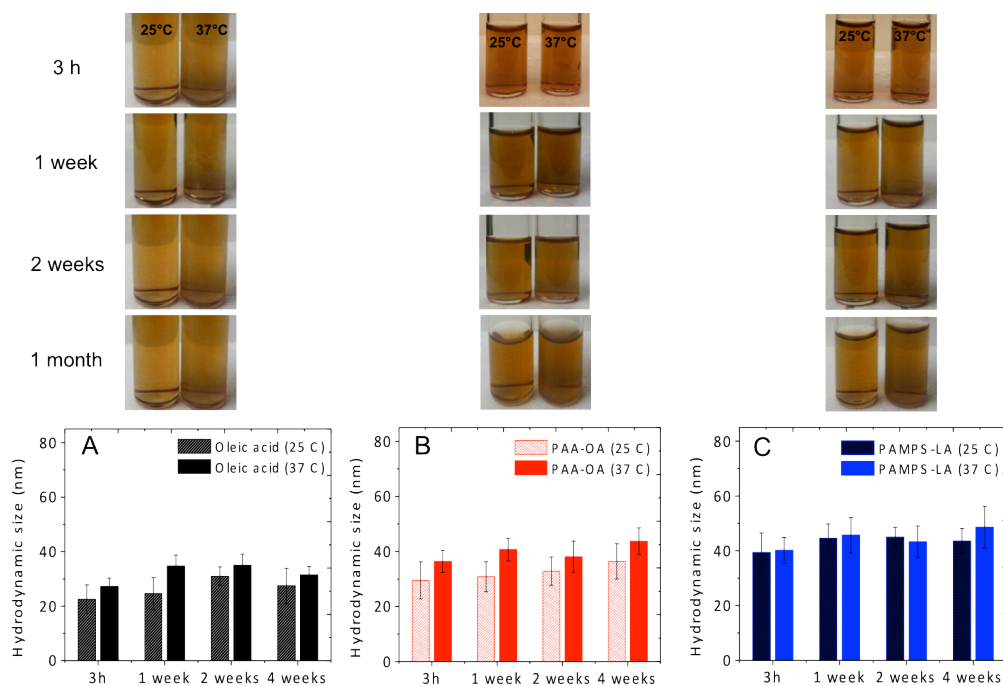 25°C 37°C
25°C 37°C
25°C 37°C
3 h
1 week
2 weeks
1 month
A
Oleic acid (25 C)
Oleic acid (37 C)
Hydrodynamic size (nm)
80
60
40
20
0
3h 1 week 2 weeks 4 weeks
B
PAA-OA (25 C)
PAA-OA (37 C)
Hydrodynamic size (nm)
80
60
40
20
0
3h 1 week 2 weeks 4 weeks
C
PAMPS-LA (25 C)
PAMPS-LA (37 C)
Hydrodynamic size (nm)
80
60
40
20
0
3h 1 week 2 weeks 4 weeks